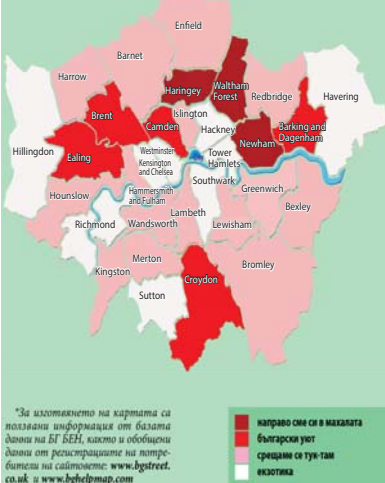 Enfield
Barnet
Harrow
Haringey
Waltham
Forest
Redbridge
Havering
Brent
Camden
Islington
Hackney
Barking and
Dagenham
Hillingdon
Ealing
Westminster
Kensington
and Chelsea
Tower
Hamlets
Newham
Hounslow
Hammersmith
and Fulham
Southwark
Greenwich
Bexley
Richmond
Wandsworth
Lambeth
Lewisham
Merton
Kingston
Bromley
Sutton
Croydon
*За изготвянето на картата са
ползвани информация от базата
данни на БГ БЕН, както и обобщени
данни от регистрациите на потре-
бители на сайтовете: www.bgstreet.
co.uk и www.bghelpmap.com
направо сме си в махалата
български уют
срещаме се тук-там
екзотика